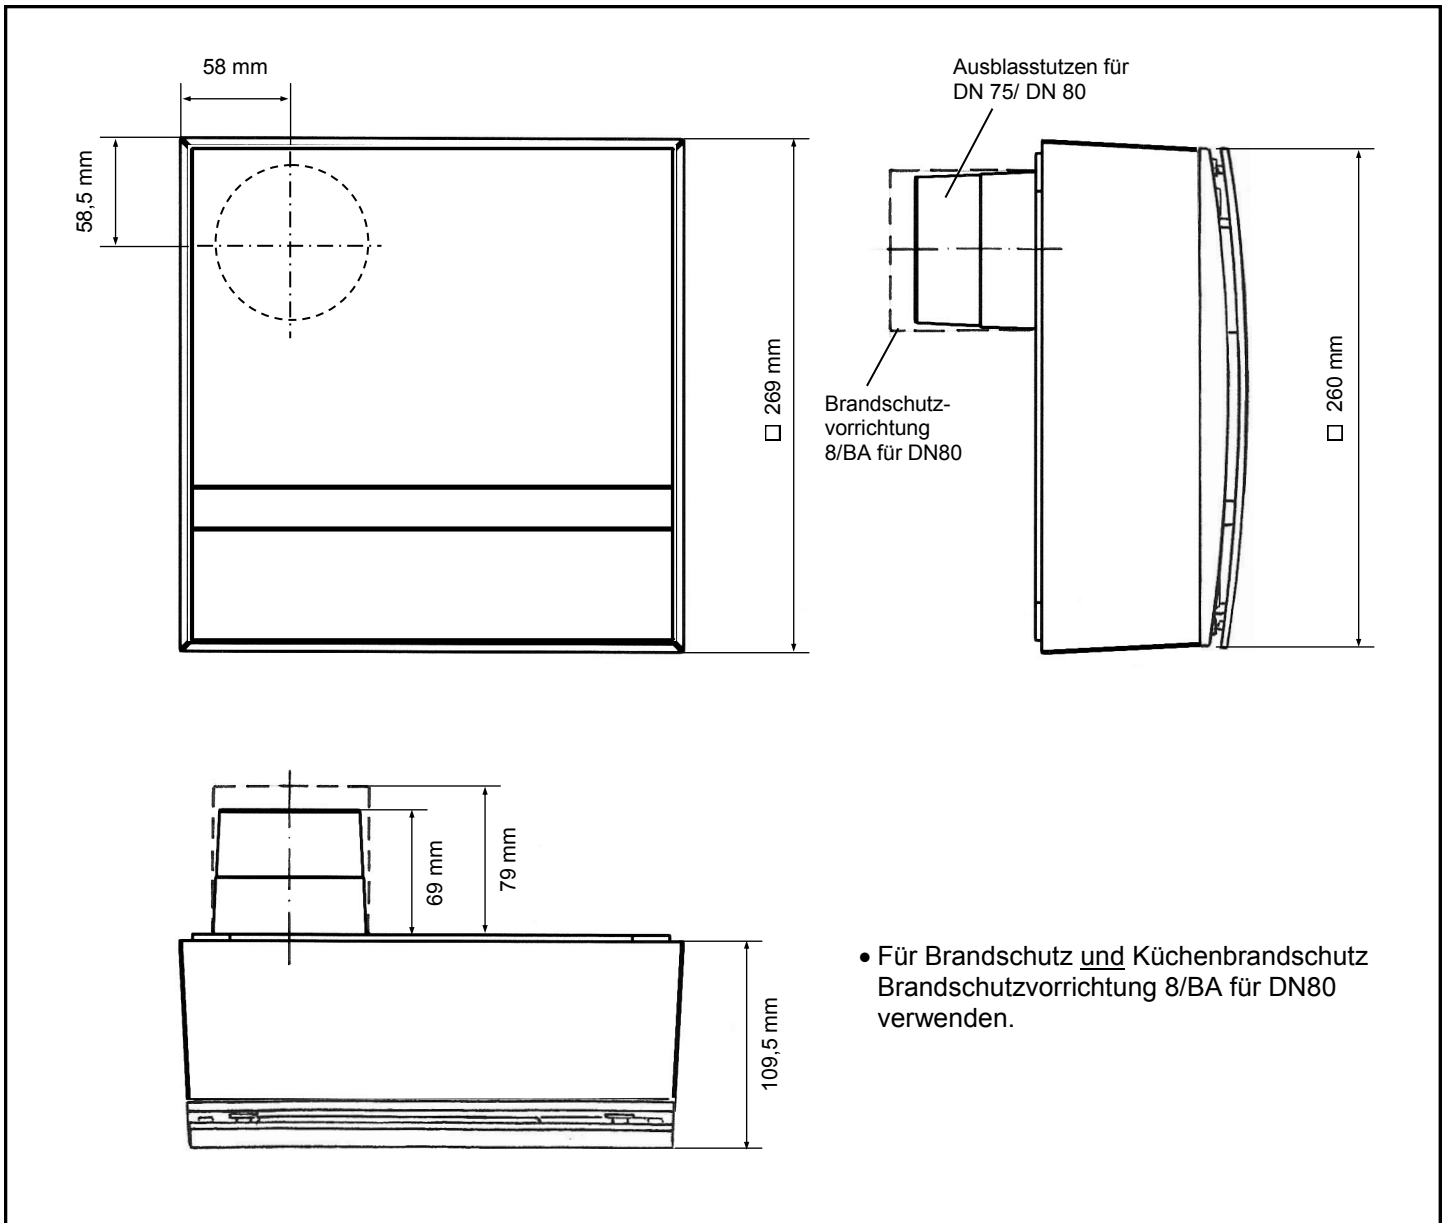 58 mm
58,5 mm
□ 269 mm
Ausblasstutzen für
DN 75/ DN 80
Brandschutz-
vorrichtung
8/BA für DN80
□ 260 mm
69 mm
79 mm
109,5 mm
• Für Brandschutz und Küchenbrandschutz
Brandschutzvorrichtung 8/BA für DN80
verwenden.